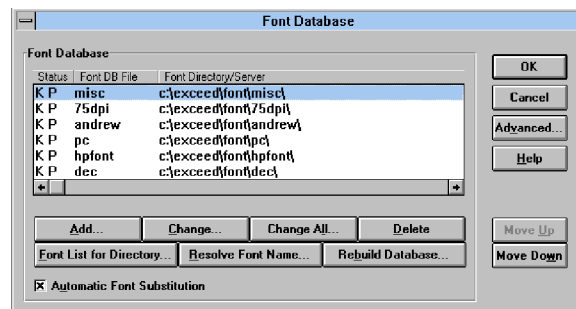 Font Database
Font Database
Status Font DB File Font Directory/Server
K P misc c:\exceed\font\misc\
K P 75dpi c:\exceed\font\75dpi\
K P andrew c:\exceed\font\andrew\
K P pc c:\exceed\font\pc\
K P hpfont c:\exceed\font\hpfont\
K P dec c:\exceed\font\dec\
Add... Change... Change All... Delete
Font List for Directory... Resolve Font Name... Rebuild Database...
Automatic Font Substitution
OK
Cancel
Advanced...
Help
Move Up
Move Down